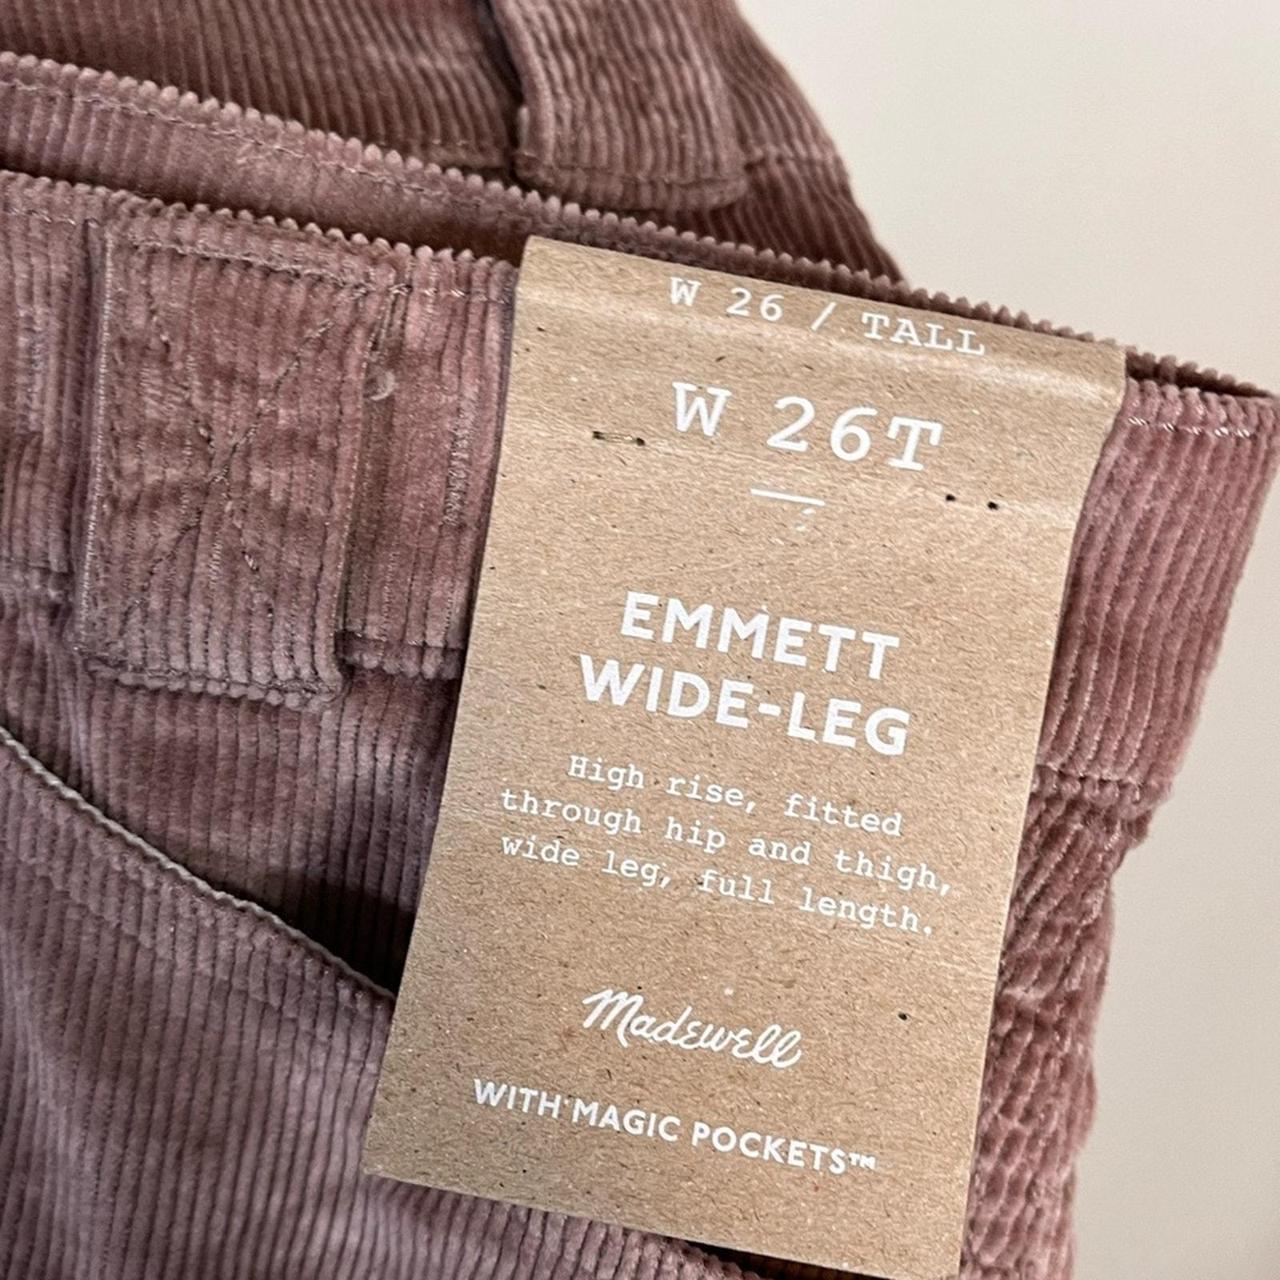 W 26 / TALL
W 26T
EMMETT
WIDE-LEG
High rise, fitted
through hip and thigh,
wide leg, full length.
Madewell
WITH MAGIC POCKETS™